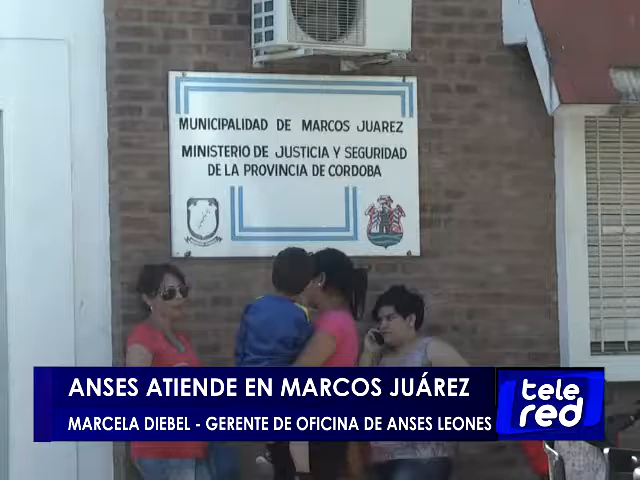 MUNICIPALIDAD DE MARCOS JUAREZ
MINISTERIO DE JUSTICIA Y SEGURIDAD
DE LA PROVINCIA DE CORDOBA
ANSES ATIENDE EN MARCOS JUÁREZ
MARCELA DIEBEL - GERENTE DE OFICINA DE ANSES LEONES
tele
red